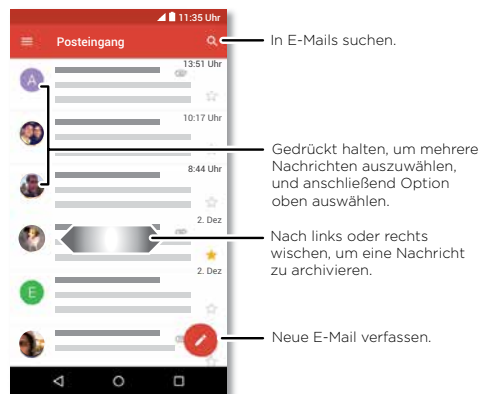 11:35 Uhr
Posteingang
In E-Mails suchen.
13:51 Uhr
A
10:17 Uhr
Gedrückt halten, um mehrere
Nachrichten auszuwählen,
und anschließend Option
oben auswählen.
8:44 Uhr
2. Dez
Nach links oder rechts
wischen, um eine Nachricht
zu archivieren.
2. Dez
E
Neue E-Mail verfassen.